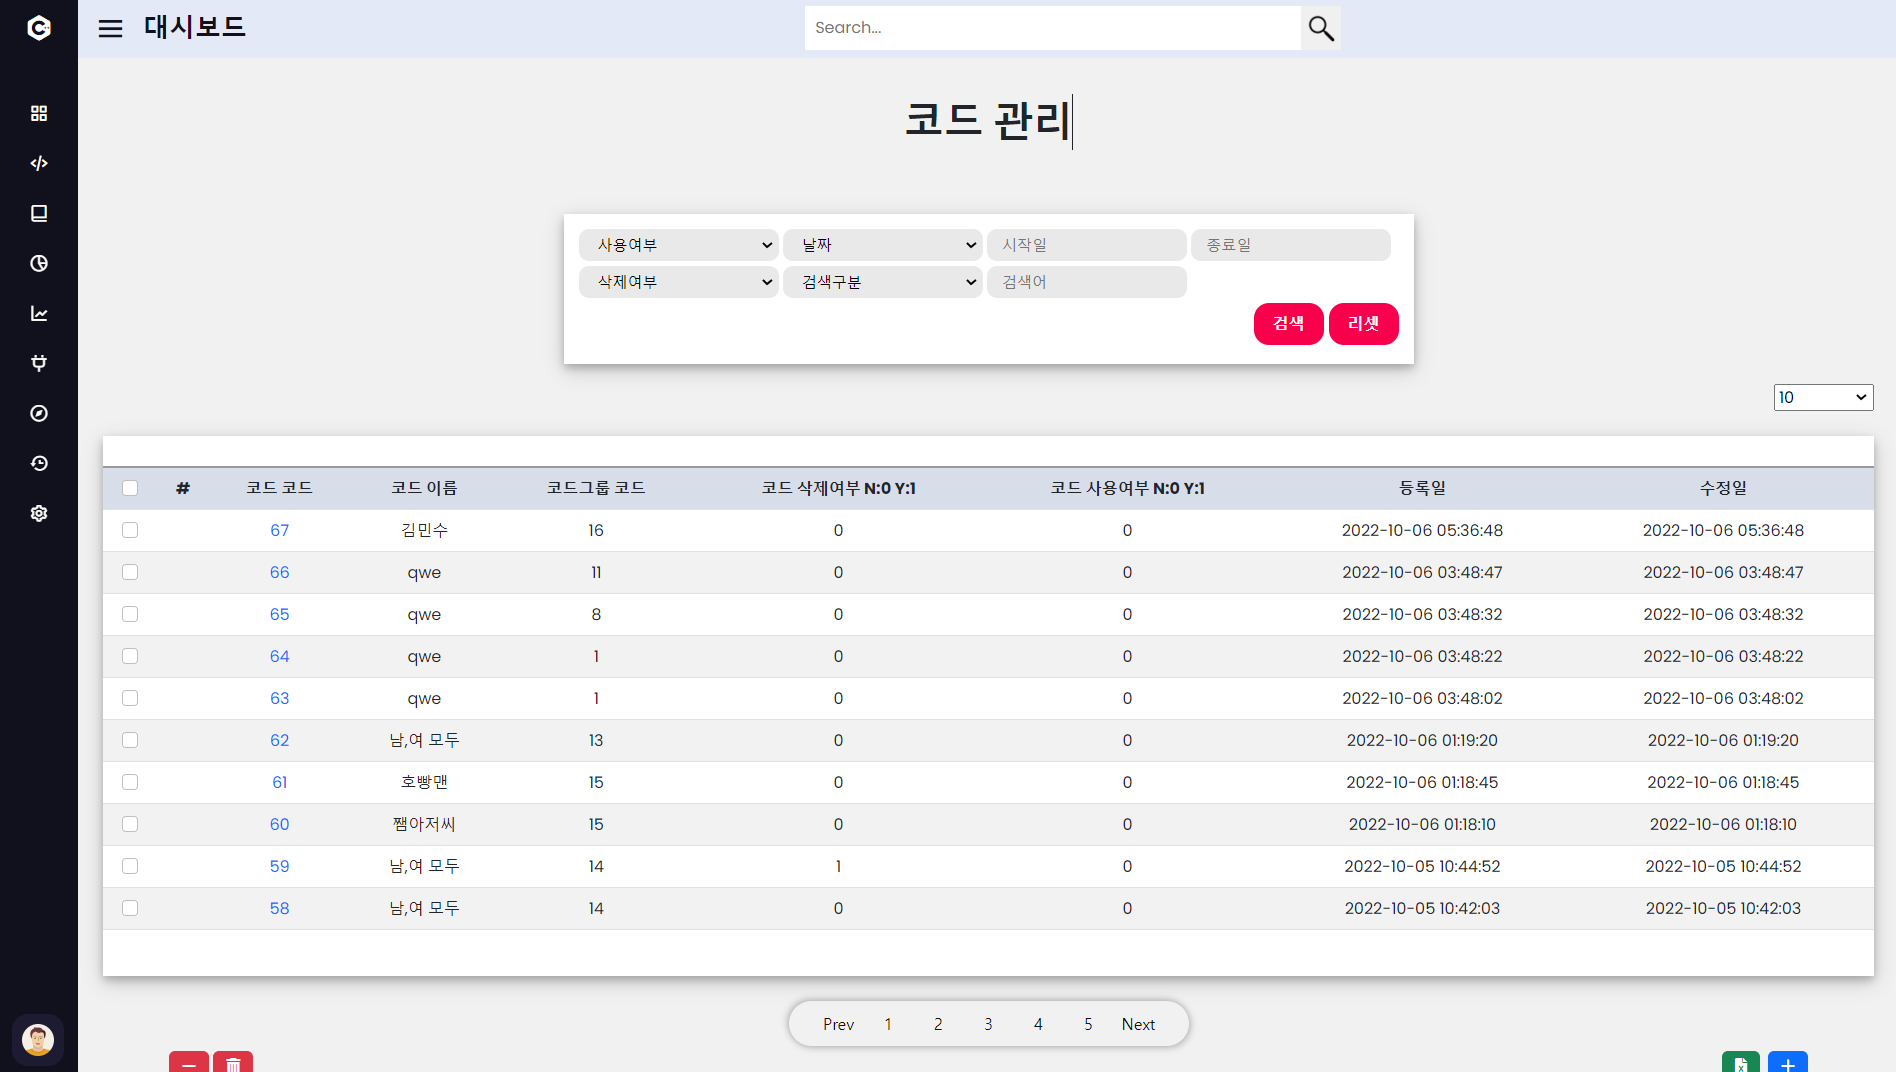 대시보드
Search...
코드 관리
사용여부 날짜 시작일 종료일
삭제여부 검색구분 검색어
검색 리셋
10
# 코드 코드 코드 이름 코드그룹 코드 코드 삭제여부 N:0 Y:1 코드 사용여부 N:0 Y:1 등록일 수정일
67 김민수 16 0 0 2022-10-06 05:36:48 2022-10-06 05:36:48
66 qwe 11 0 0 2022-10-06 03:48:47 2022-10-06 03:48:47
65 qwe 8 0 0 2022-10-06 03:48:32 2022-10-06 03:48:32
64 qwe 1 0 0 2022-10-06 03:48:22 2022-10-06 03:48:22
63 qwe 1 0 0 2022-10-06 03:48:02 2022-10-06 03:48:02
62 남,여 모두 13 0 0 2022-10-06 01:19:20 2022-10-06 01:19:20
61 호빵맨 15 0 0 2022-10-06 01:18:45 2022-10-06 01:18:45
60 쨈아저씨 15 0 0 2022-10-06 01:18:10 2022-10-06 01:18:10
59 남,여 모두 14 1 0 2022-10-05 10:44:52 2022-10-05 10:44:52
58 남,여 모두 14 0 0 2022-10-05 10:42:03 2022-10-05 10:42:03
Prev 1 2 3 4 5 Next